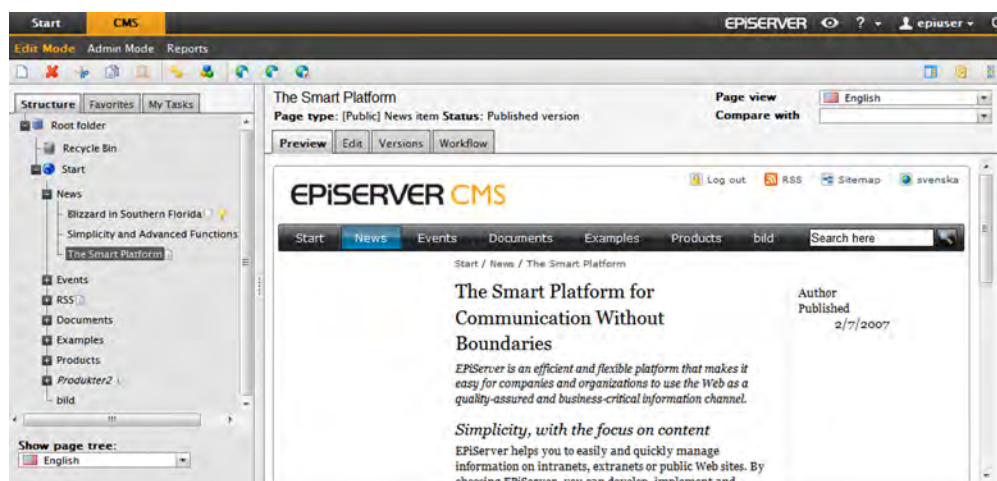 Start CMS EPiSERVER ? epiuser
Edit Mode Admin Mode Reports
Structure Favorites My Tasks
Root folder
Recycle Bin
Start
News
Blizzard in Southern Florida
Simplicity and Advanced Functions
The Smart Platform
Events
RSS
Documents
Examples
Products
Produkter2
bild
Show page tree:
English
The Smart Platform
Page type: [Public] News item Status: Published version
Page view English
Compare with
Preview Edit Versions Workflow
Log out RSS Sitemap svenska
EPiSERVER CMS
Start News Events Documents Examples Products bild Search here
Start / News / The Smart Platform
The Smart Platform for
Communication Without
Boundaries
EPiServer is an efficient and flexible platform that makes it
easy for companies and organizations to use the Web as a
quality-assured and business-critical information channel.
Simplicity, with the focus on content
EPiServer helps you to easily and quickly manage
information on intranets, extranets or public Web sites. By
choosing EPiServer, you can develop, implement and
Author
Published
2/7/2007